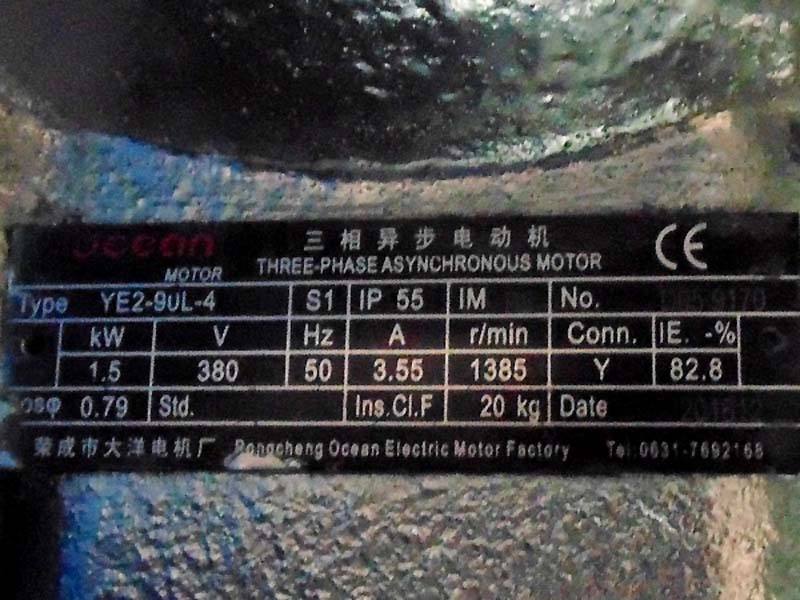 Ocean 三相异步电动机 CE
MOTOR THREE-PHASE ASYNCHRONOUS MOTOR
Type YE2-90L-4 S1 IP 55 IM No.
kW V Hz A r/min Conn. IE. -%
1.5 380 50 3.55 1385 Y 82.8
cosφ 0.79 Std. Ins.Cl.F 20 kg Date
荣成市大洋电机厂 Rongcheng Ocean Electric Motor Factory Tel:0631-7692168